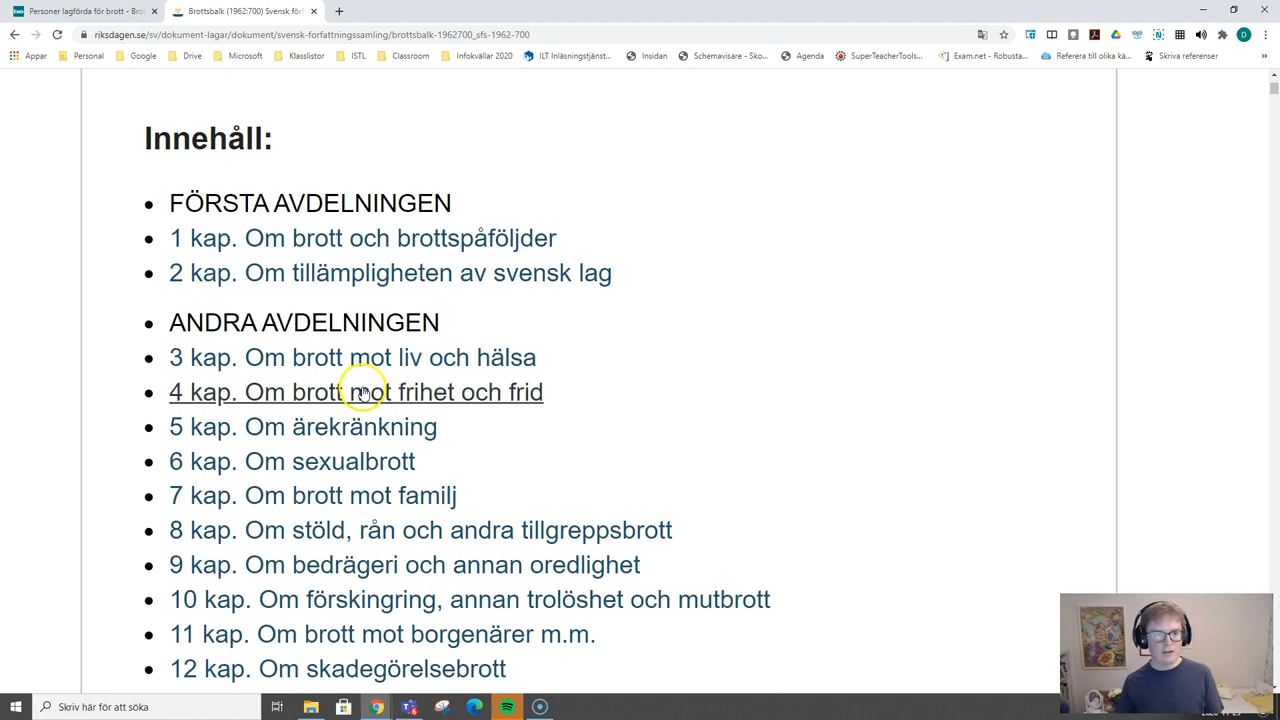 Personer lagförda för brott - Bro
Brottsbalk (1962:700) Svensk förf
riksdagen.se/sv/dokument-lagar/dokument/svensk-forfattningssamling/brottsbalk-1962700_sfs-1962-700
Appar Personal Google Drive Microsoft Klasslistor ISTL Classroom Infokvällar 2020 ILT Inläsningstjänst... Insidan Schemavisare - Sko... Agenda SuperTeacherTools... Exam.net - Robusta... Referera till olika kä... Skriva referenser
Innehåll:
FÖRSTA AVDELNINGEN
1 kap. Om brott och brottspåföljder
2 kap. Om tillämpligheten av svensk lag
ANDRA AVDELNINGEN
3 kap. Om brott mot liv och hälsa
4 kap. Om brott mot frihet och frid
5 kap. Om ärekränkning
6 kap. Om sexualbrott
7 kap. Om brott mot familj
8 kap. Om stöld, rån och andra tillgreppsbrott
9 kap. Om bedrägeri och annan oredlighet
10 kap. Om förskingring, annan trolöshet och mutbrott
11 kap. Om brott mot borgenärer m.m.
12 kap. Om skadegörelsebrott
Skriv här för att söka